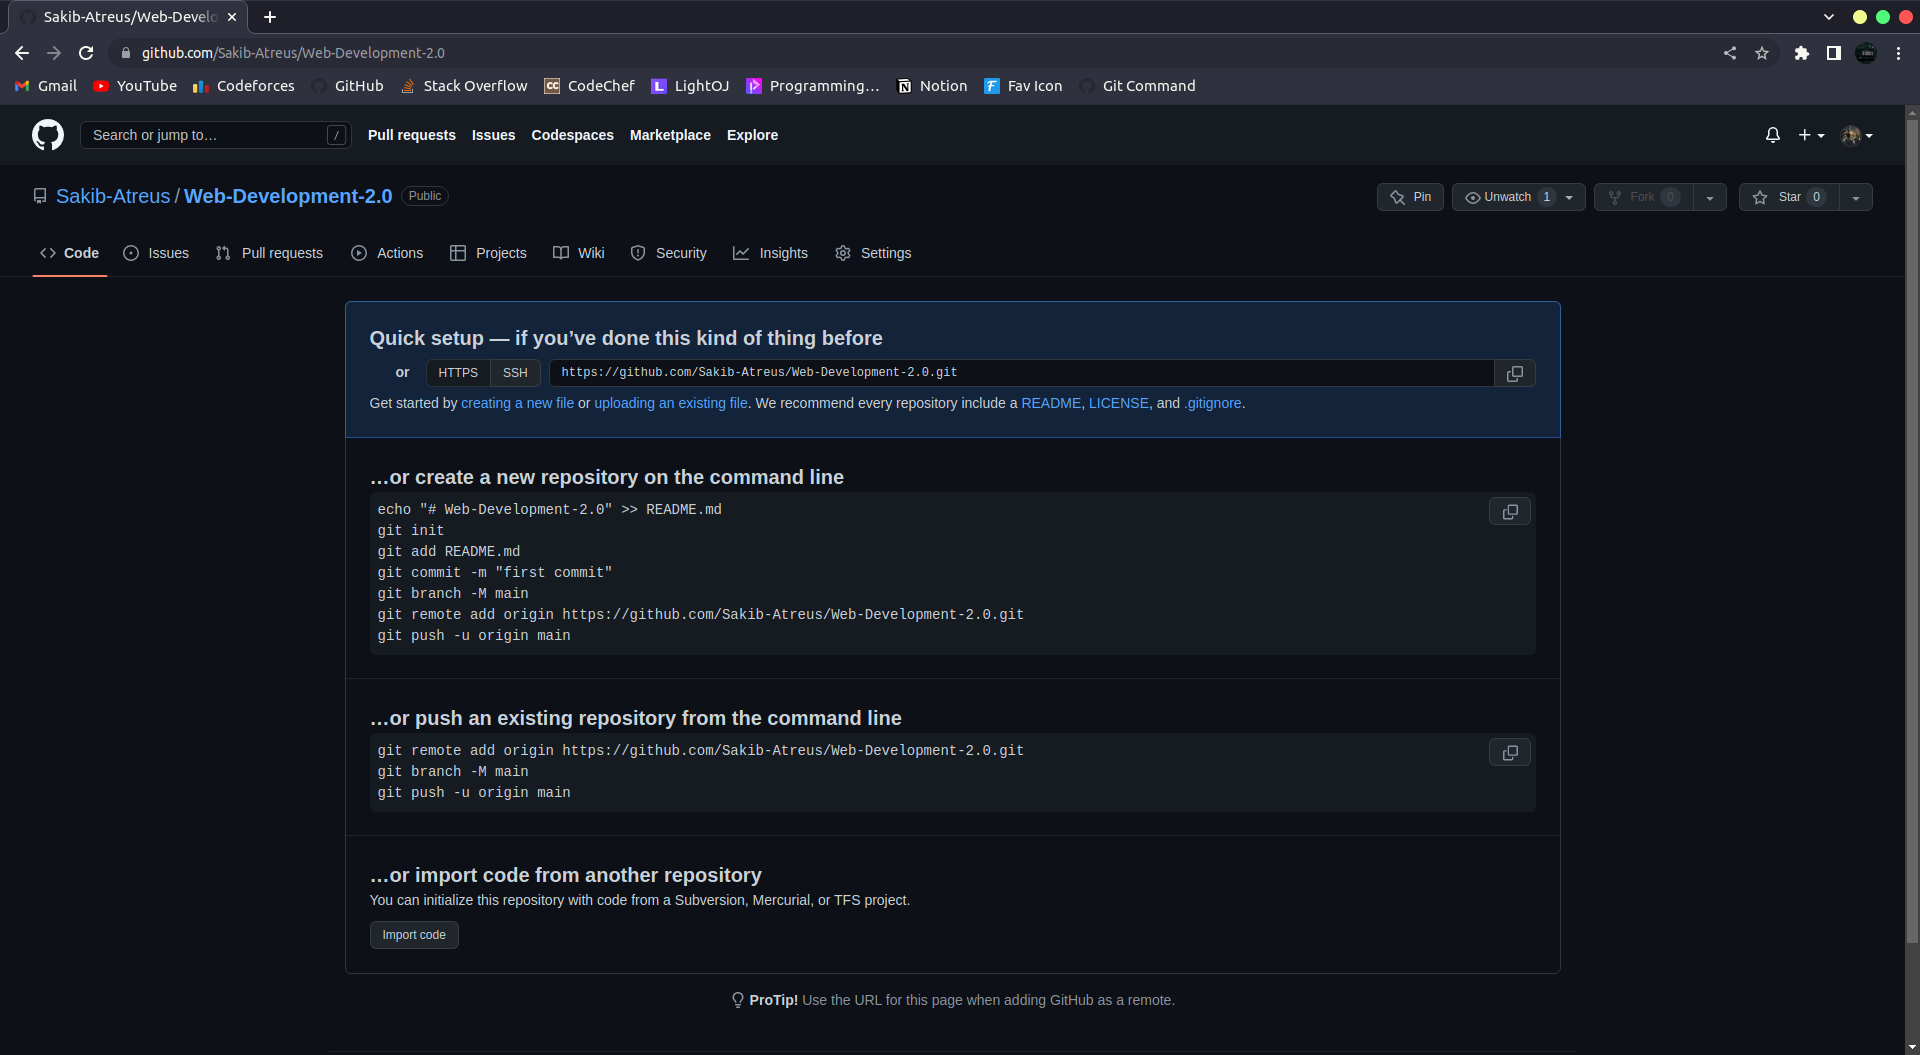 Sakib-Atreus/Web-Develo
github.com/Sakib-Atreus/Web-Development-2.0
Gmail YouTube Codeforces GitHub Stack Overflow CodeChef LightOJ Programming... Notion Fav Icon Git Command
Search or jump to... / Pull requests Issues Codespaces Marketplace Explore
Sakib-Atreus / Web-Development-2.0 Public Pin Unwatch 1 Fork 0 Star 0
Code Issues Pull requests Actions Projects Wiki Security Insights Settings
Quick setup — if you’ve done this kind of thing before
or HTTPS SSH https://github.com/Sakib-Atreus/Web-Development-2.0.git
Get started by creating a new file or uploading an existing file. We recommend every repository include a README, LICENSE, and .gitignore.
…or create a new repository on the command line
echo "# Web-Development-2.0" >> README.md
git init
git add README.md
git commit -m "first commit"
git branch -M main
git remote add origin https://github.com/Sakib-Atreus/Web-Development-2.0.git
git push -u origin main
…or push an existing repository from the command line
git remote add origin https://github.com/Sakib-Atreus/Web-Development-2.0.git
git branch -M main
git push -u origin main
…or import code from another repository
You can initialize this repository with code from a Subversion, Mercurial, or TFS project.
Import code
ProTip! Use the URL for this page when adding GitHub as a remote.